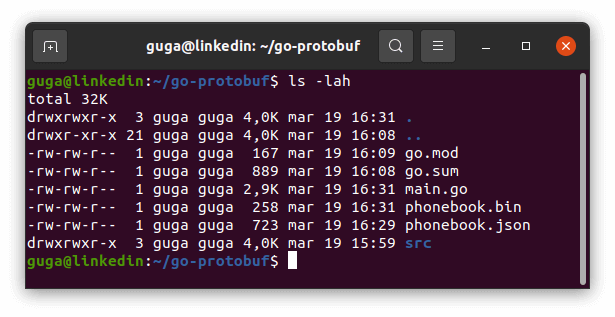 guga@linkedin: ~/go-protobuf
guga@linkedin:~/go-protobuf$ ls -lah
total 32K
drwxrwxr-x  3 guga guga 4,0K mar 19 16:31 .
drwxr-xr-x 21 guga guga 4,0K mar 19 16:08 ..
-rw-rw-r--  1 guga guga  167 mar 19 16:09 go.mod
-rw-rw-r--  1 guga guga  889 mar 19 16:08 go.sum
-rw-rw-r--  1 guga guga 2,9K mar 19 16:31 main.go
-rw-rw-r--  1 guga guga  258 mar 19 16:31 phonebook.bin
-rw-rw-r--  1 guga guga  723 mar 19 16:29 phonebook.json
drwxrwxr-x  3 guga guga 4,0K mar 19 15:59 src
guga@linkedin:~/go-protobuf$